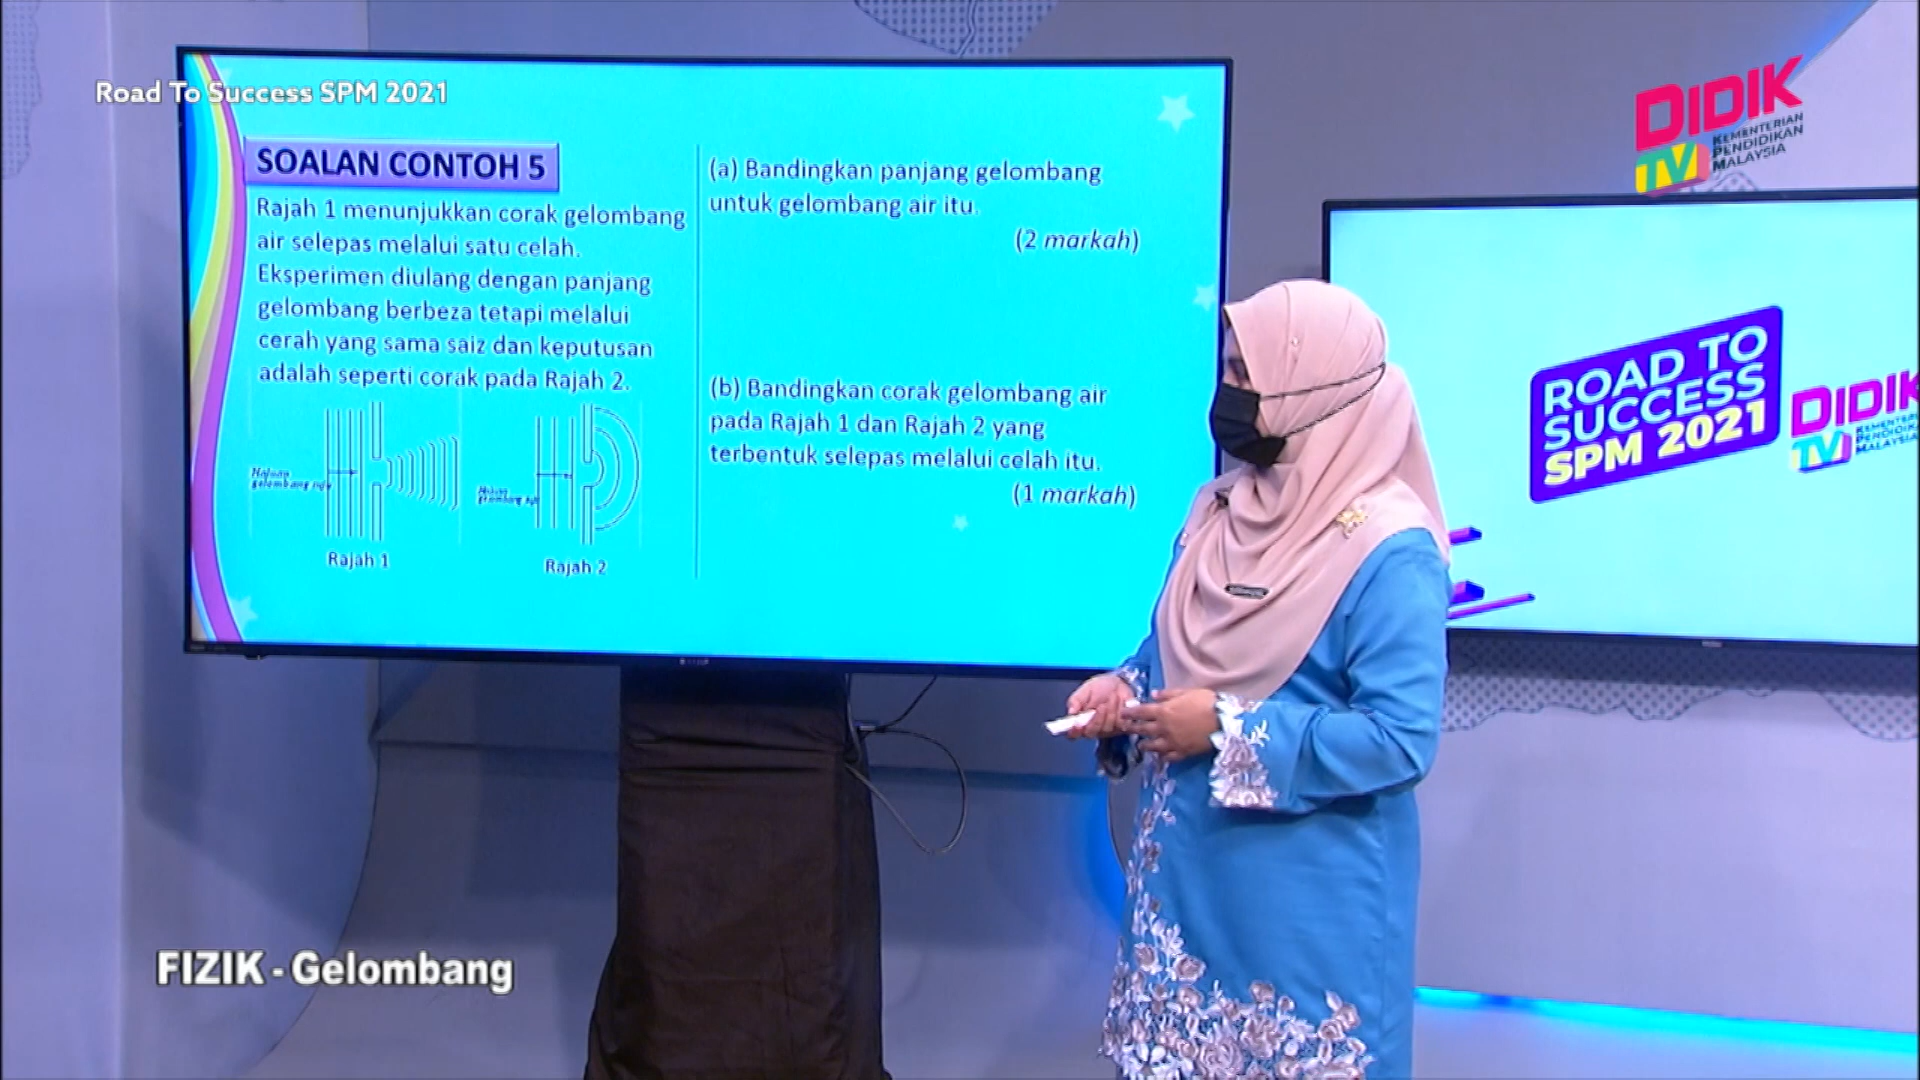 Road To Success SPM 2021
SOALAN CONTOH 5
Rajah 1 menunjukkan corak gelombang
air selepas melalui satu celah.
Eksperimen diulang dengan panjang
gelombang berbeza tetapi melalui
cerah yang sama saiz dan keputusan
adalah seperti corak pada Rajah 2.
Haluan
gelombang
Rajah 1
gelombang
Rajah 2
(a) Bandingkan panjang gelombang
untuk gelombang air itu.
(2 markah)
(b) Bandingkan corak gelombang air
pada Rajah 1 dan Rajah 2 yang
terbentuk selepas melalui celah itu.
(1 markah)
DIDIK
TV
KEMENTERIAN
PENDIDIKAN
MALAYSIA
ROAD TO
SUCCESS
SPM 2021
DIDIK
TV
FIZIK - Gelombang